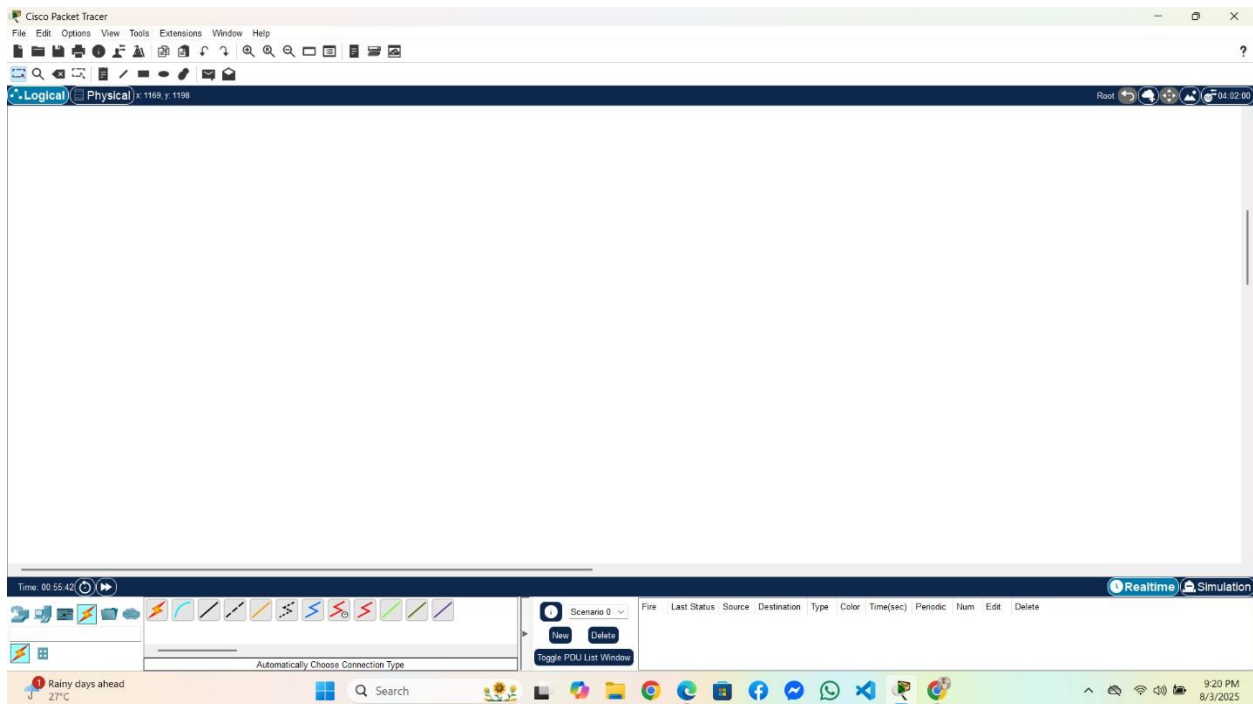 Cisco Packet Tracer
File Edit Options View Tools Extensions Window Help
?
Logical Physical x: 1169, y: 1198 Root 04:02:00
Time: 00:55:42 Realtime Simulation
Scenario 0 Fire Last Status Source Destination Type Color Time(sec) Periodic Num Edit Delete
New Delete
Toggle PDU List Window
Automatically Choose Connection Type
1 Rainy days ahead
27°C
Search
9:20 PM
8/3/2025